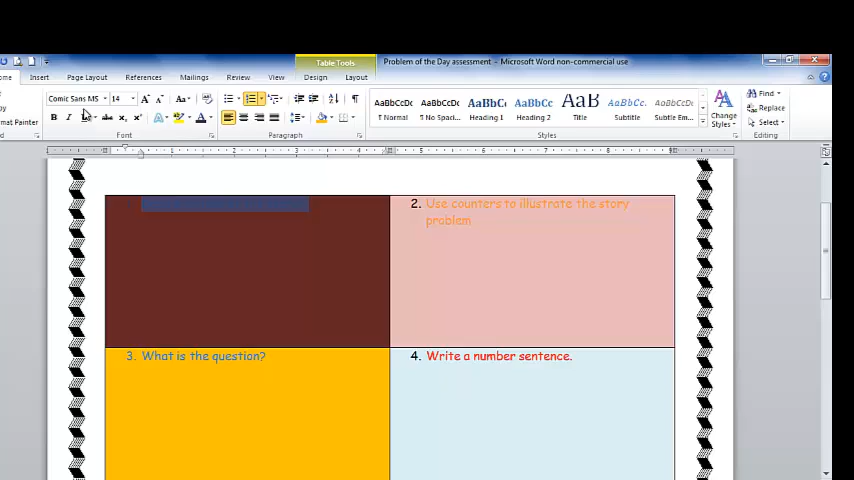 Table Tools
Problem of the Day assessment – Microsoft Word non-commercial use
Insert
Page Layout
References
Mailings
Review
View
Design
Layout
Comic Sans MS
14
AaBbCcDc
AaBbCcDc
AaBbC
AaBbCc
AaB
AaBbCc.
AaBbCcDc
¶ Normal
¶ No Spaci...
Heading 1
Heading 2
Title
Subtitle
Subtle Em...
Change
Styles
Find
Replace
Select
rmat Painter
Font
Paragraph
Styles
Editing
2. Use counters to illustrate the story
problem
3. What is the question?
4. Write a number sentence.